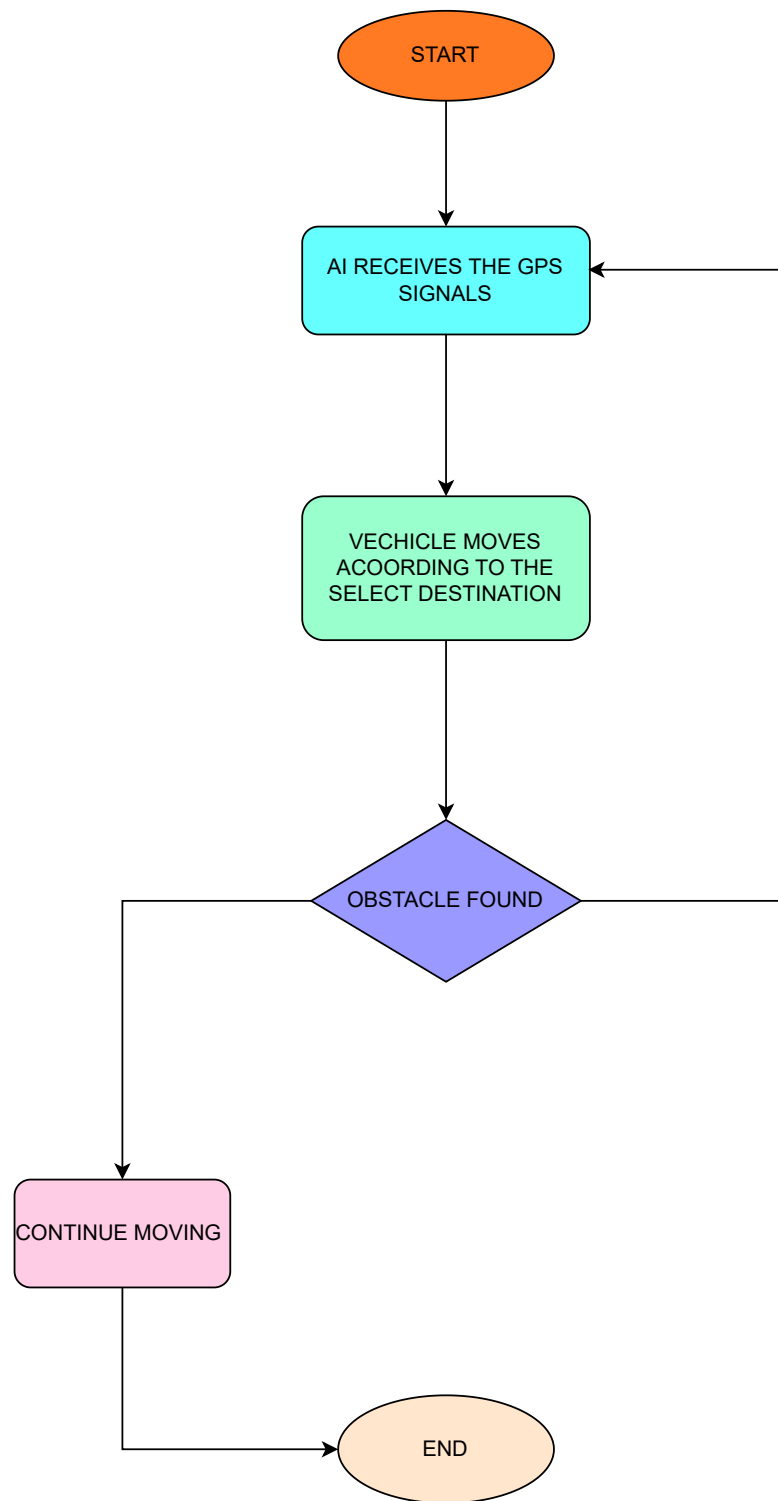 START
AI RECEIVES THE GPS
SIGNALS
VECHICLE MOVES
ACOORDING TO THE
SELECT DESTINATION
OBSTACLE FOUND
CONTINUE MOVING
END